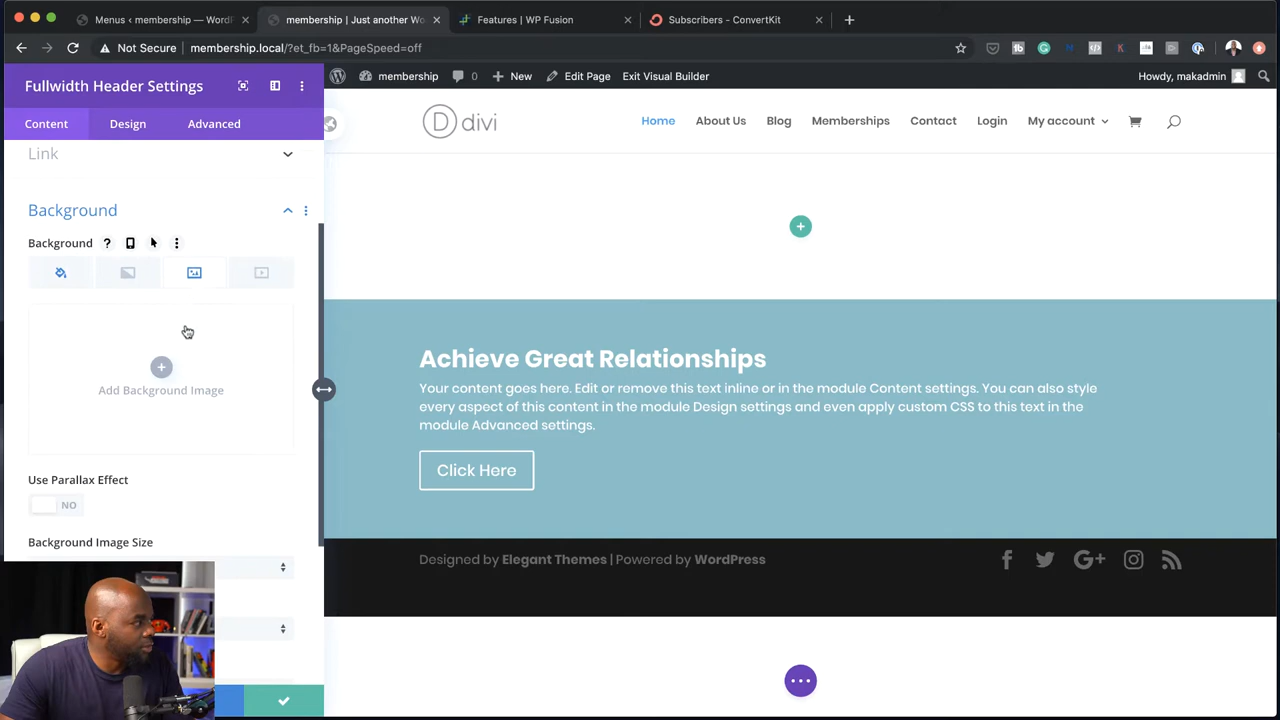 Menus ‹ membership — WordP
membership | Just another Wo
Features | WP Fusion
Subscribers - ConvertKit
Not Secure membership.local/?et_fb=1&PageSpeed=off
Fullwidth Header Settings
membership 0 New Edit Page Exit Visual Builder Howdy, makadmin
Content Design Advanced
divi
Home About Us Blog Memberships Contact Login My account
Link
Background
Background
Add Background Image
Use Parallax Effect
NO
Background Image Size
Achieve Great Relationships
Your content goes here. Edit or remove this text inline or in the module Content settings. You can also style
every aspect of this content in the module Design settings and even apply custom CSS to this text in the
module Advanced settings.
Click Here
Designed by Elegant Themes | Powered by WordPress